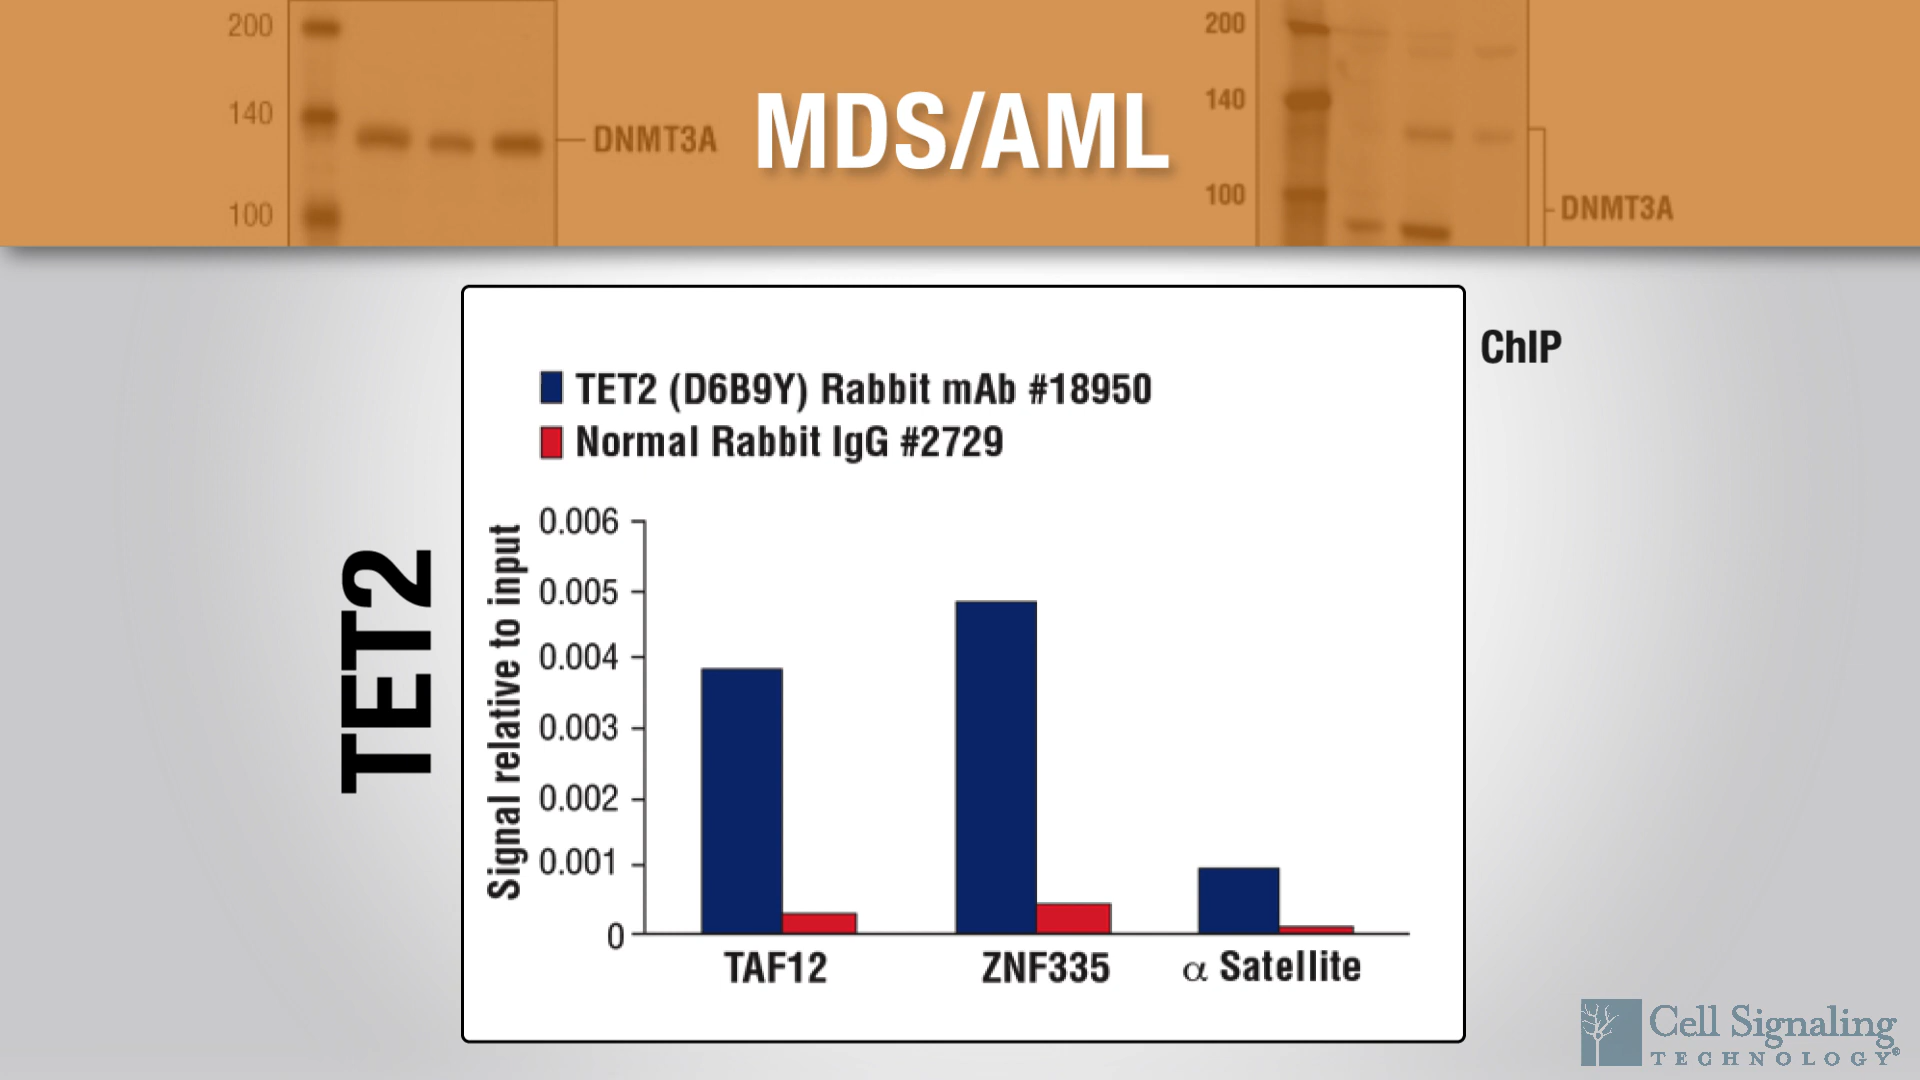 200
140
100
DNMT3A
MDS/AML
200
140
100
DNMT3A
TET2
ChIP
TET2 (D6B9Y) Rabbit mAb #18950
Normal Rabbit IgG #2729
Signal relative to input
0.006
0.005
0.004
0.003
0.002
0.001
0
TAF12
ZNF335
α Satellite
Cell Signaling
TECHNOLOGY®